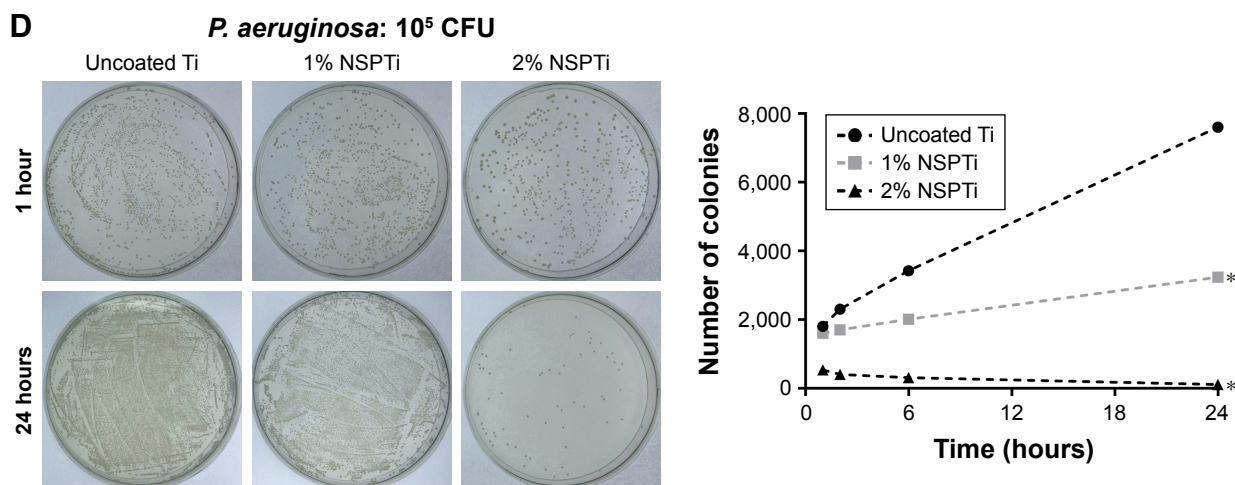 D
P. aeruginosa: 10⁵ CFU
Uncoated Ti 1% NSPTi 2% NSPTi
1 hour
24 hours
Number of colonies
8,000
6,000
4,000
2,000
0
Uncoated Ti
1% NSPTi
2% NSPTi
*
*
0 6 12 18 24
Time (hours)